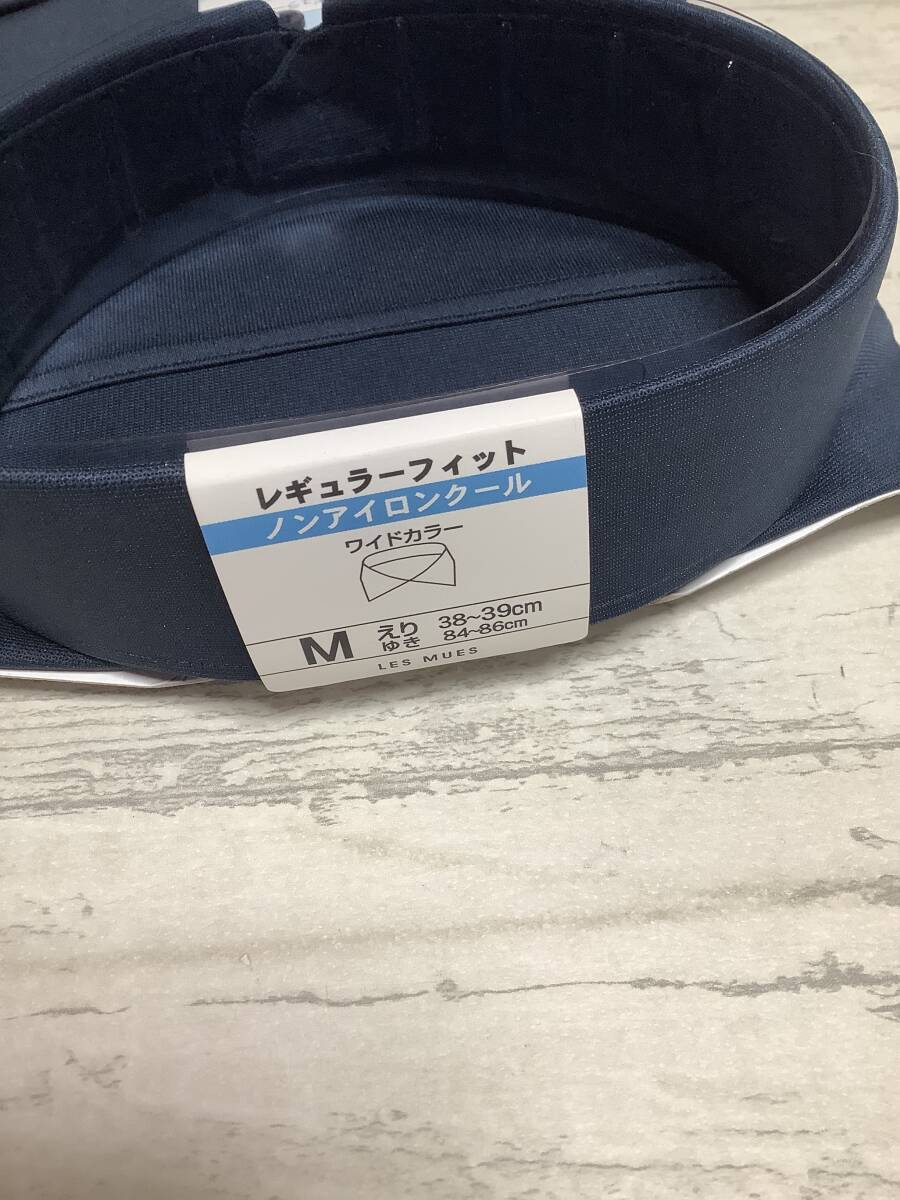 レギュラーフィット
ノンアイロンクール
ワイドカラー
M えり 38~39cm
ゆき 84~86cm
LES MUES